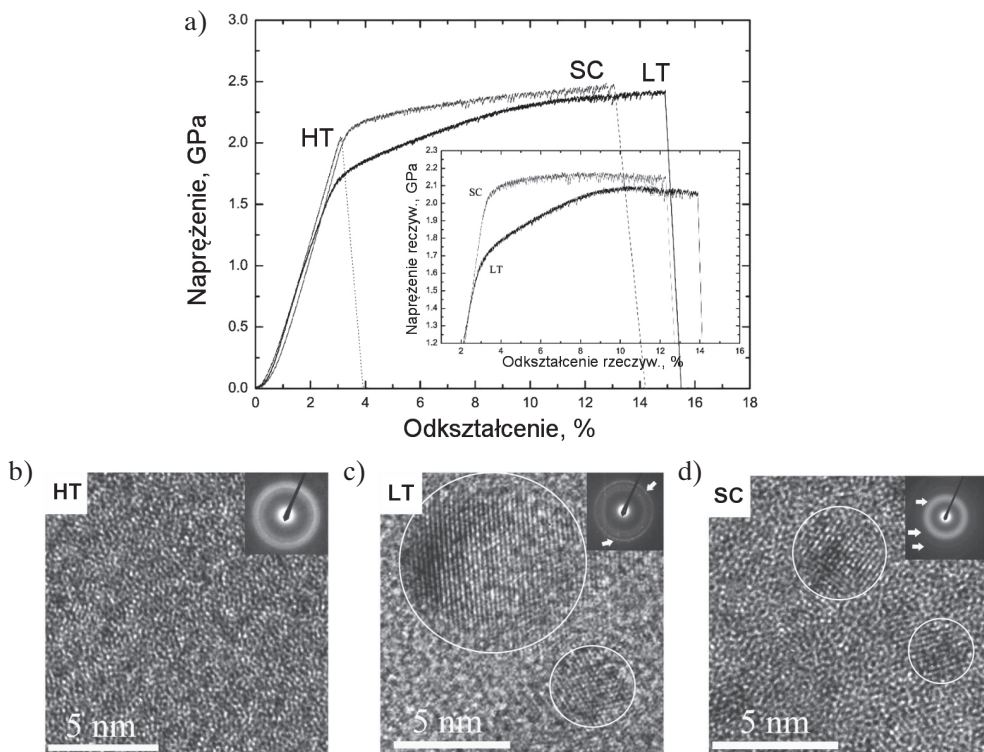 a)
3.0
2.5
2.0
1.5
1.0
0.5
0.0
Naprężenie, GPa
HT
SC
LT
0 2 4 6 8 10 12 14 16 18
Odkształcenie, %
2.3
2.2
2.1
2.0
1.9
1.8
1.7
1.6
1.5
1.4
1.3
1.2
Naprężenie reczyw., GPa
SC
LT
2 4 6 8 10 12 14 16
Odkształcenie rzeczyw., %
b)
HT
5 nm
c)
LT
5 nm
d)
SC
5 nm